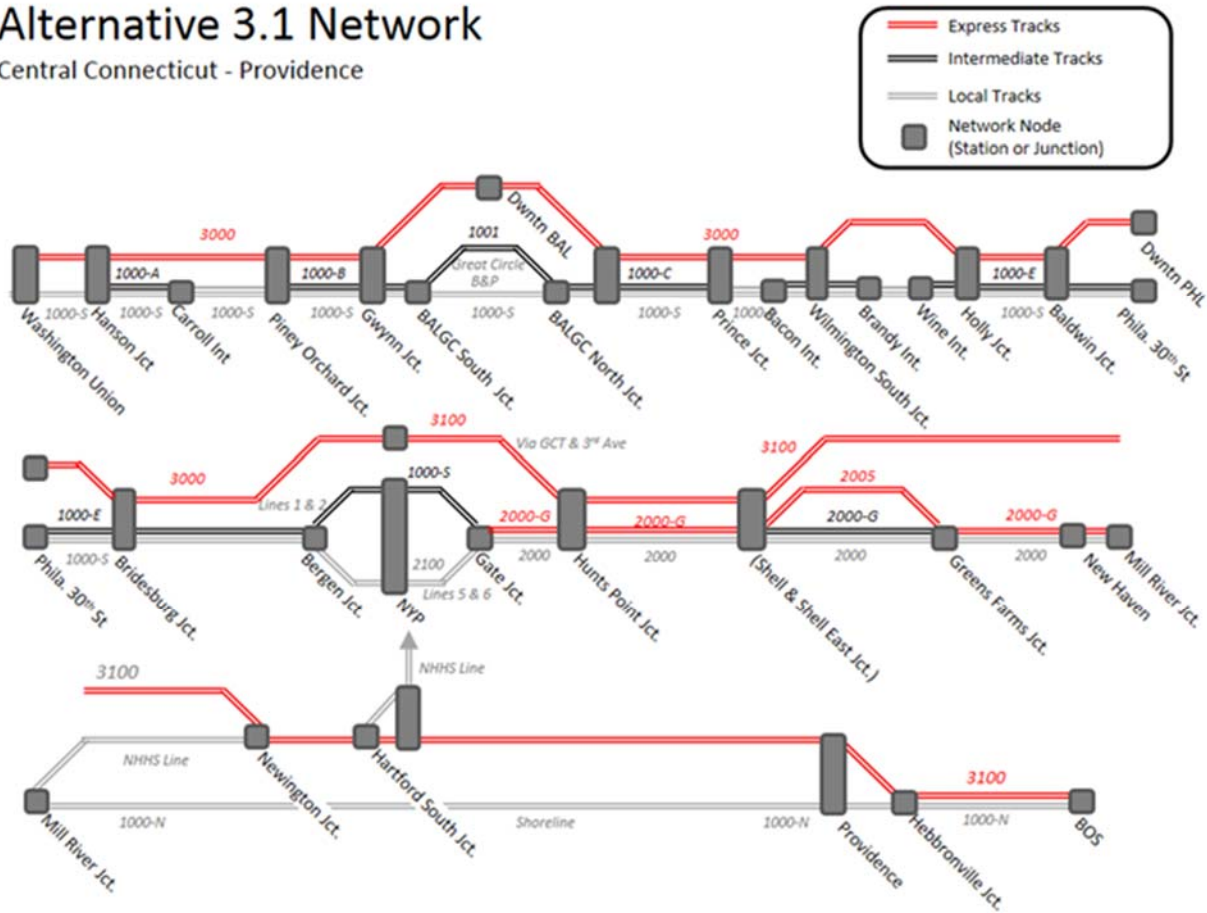 Alternative 3.1 Network
Central Connecticut - Providence
Express Tracks
Intermediate Tracks
Local Tracks
Network Node
(Station or Junction)
Dwntn BAL
3000
1001
3000
Great Circle
B&P
1000-A
1000-B
1000-C
1000-E
Dwntn PHL
1000-S
1000-S
1000-S
1000-S
1000-S
1000-S
1000
1000-S
Washington Union
Hanson Jct
Carroll Int
Piney Orchard Jct.
Gwynn Jct.
BALGC South Jct.
BALGC North Jct.
Prince Jct.
Bacon Int.
Wilmington South Jct.
Brandy Int.
Wine Int.
Holly Jct.
Baldwin Jct.
Phila. 30th St
3100
Via GCT & 3rd Ave
3100
3000
1000-S
2005
Lines 1 & 2
1000-E
2000-G
2000-G
2000-G
2000-G
1000-S
2100
2000
2000
2000
2000
Lines 5 & 6
Phila. 30th St
Bridesburg Jct.
Bergen Jct.
NYP
Gate Jct.
Hunts Point Jct.
(Shell & Shell East Jct.)
Greens Farms Jct.
New Haven
Mill River Jct.
3100
NHHS Line
NHHS Line
3100
1000-N
Shoreline
1000-N
1000-N
Mill River Jct.
Newington Jct.
Hartford South Jct.
Providence
Hebbronville Jct.
BOS